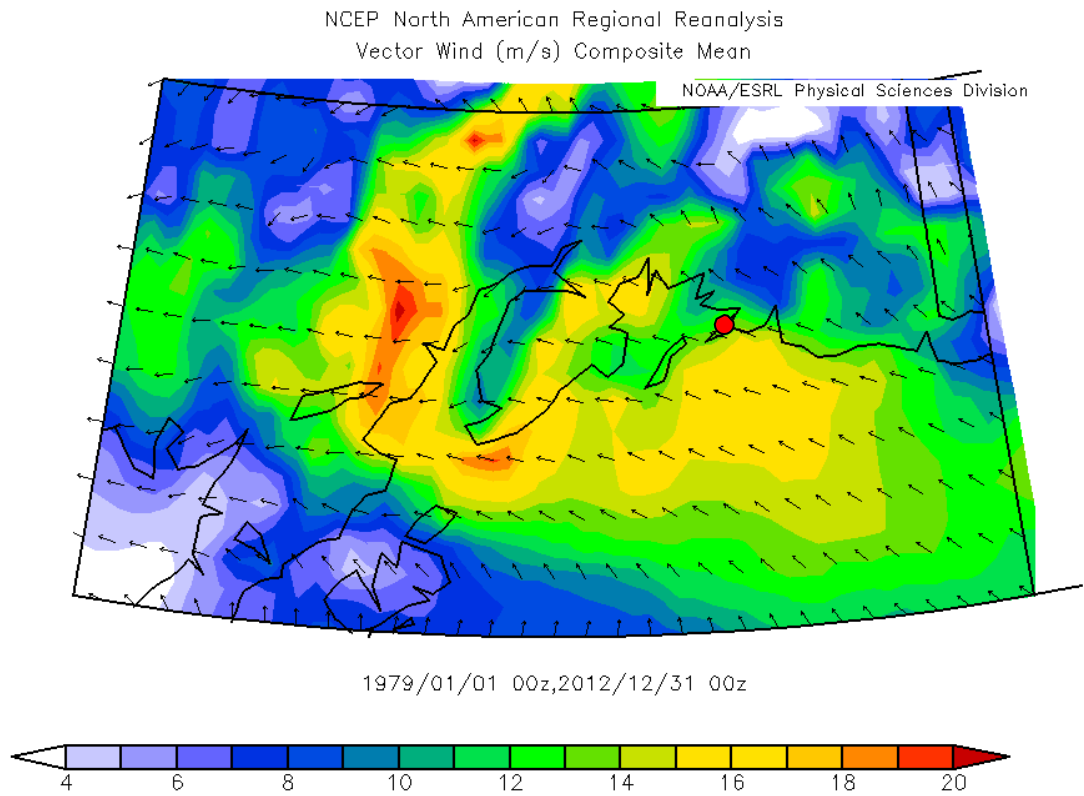 NCEP North American Regional Reanalysis
Vector Wind (m/s) Composite Mean
NOAA/ESRL Physical Sciences Division
1979/01/01 00z,2012/12/31 00z
4 6 8 10 12 14 16 18 20